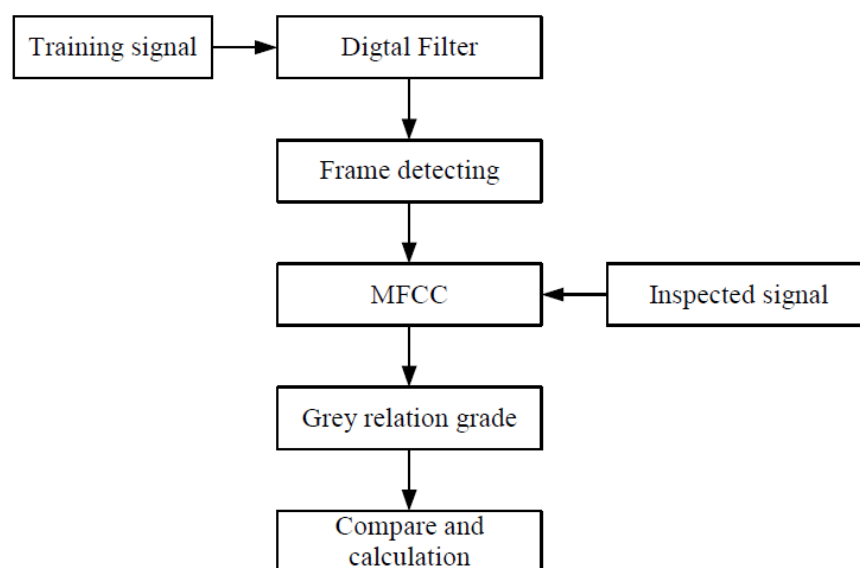 Training signal
Digtal Filter
Frame detecting
MFCC
Inspected signal
Grey relation grade
Compare and
calculation